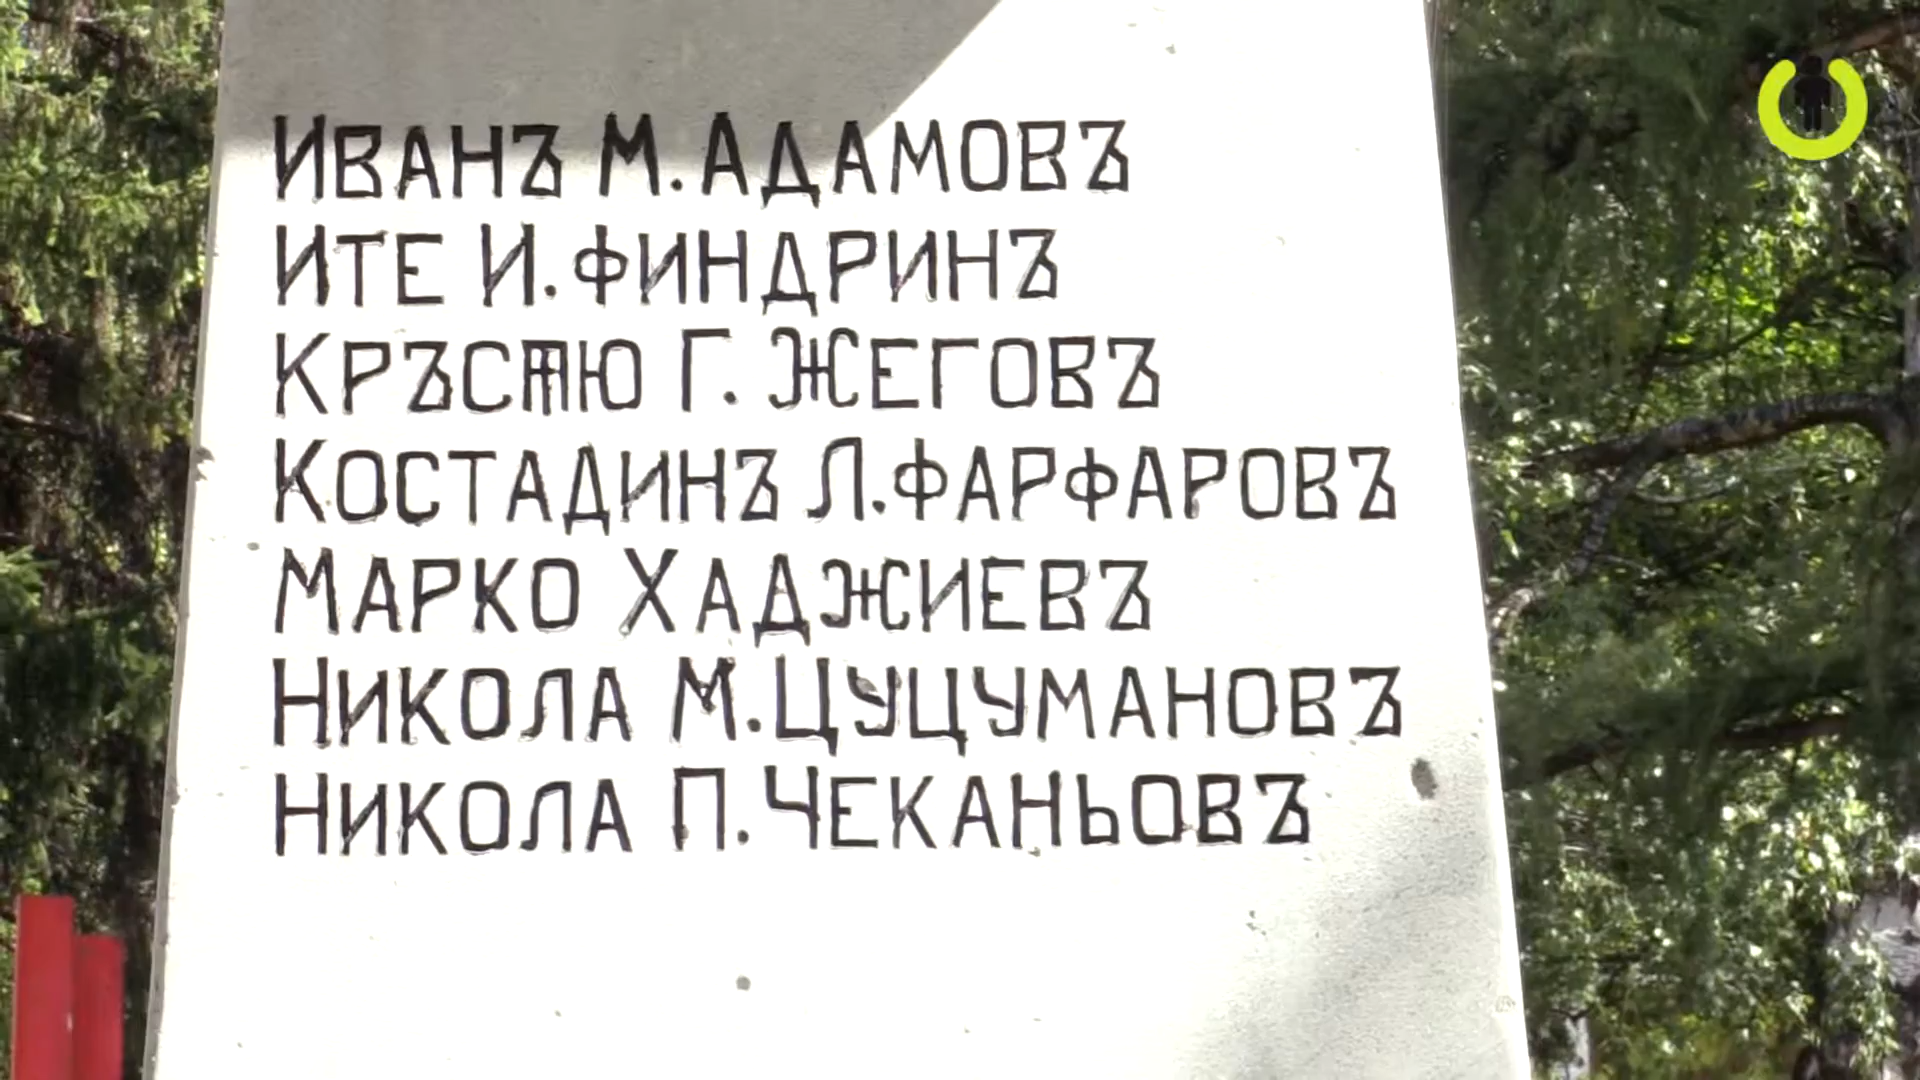 Иванъ М. Адамовъ
Ите И. Финдринъ
Кръстю Г. Жеговъ
Костадинъ Л. Фарфаровъ
Марко Хаджиевъ
Никола М. Цуцумановъ
Никола П. Чеканьовъ